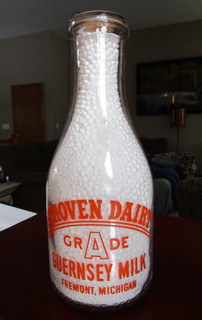 PROVEN DAIRY
GRADE
A
GUERNSEY MILK
FREMONT, MICHIGAN